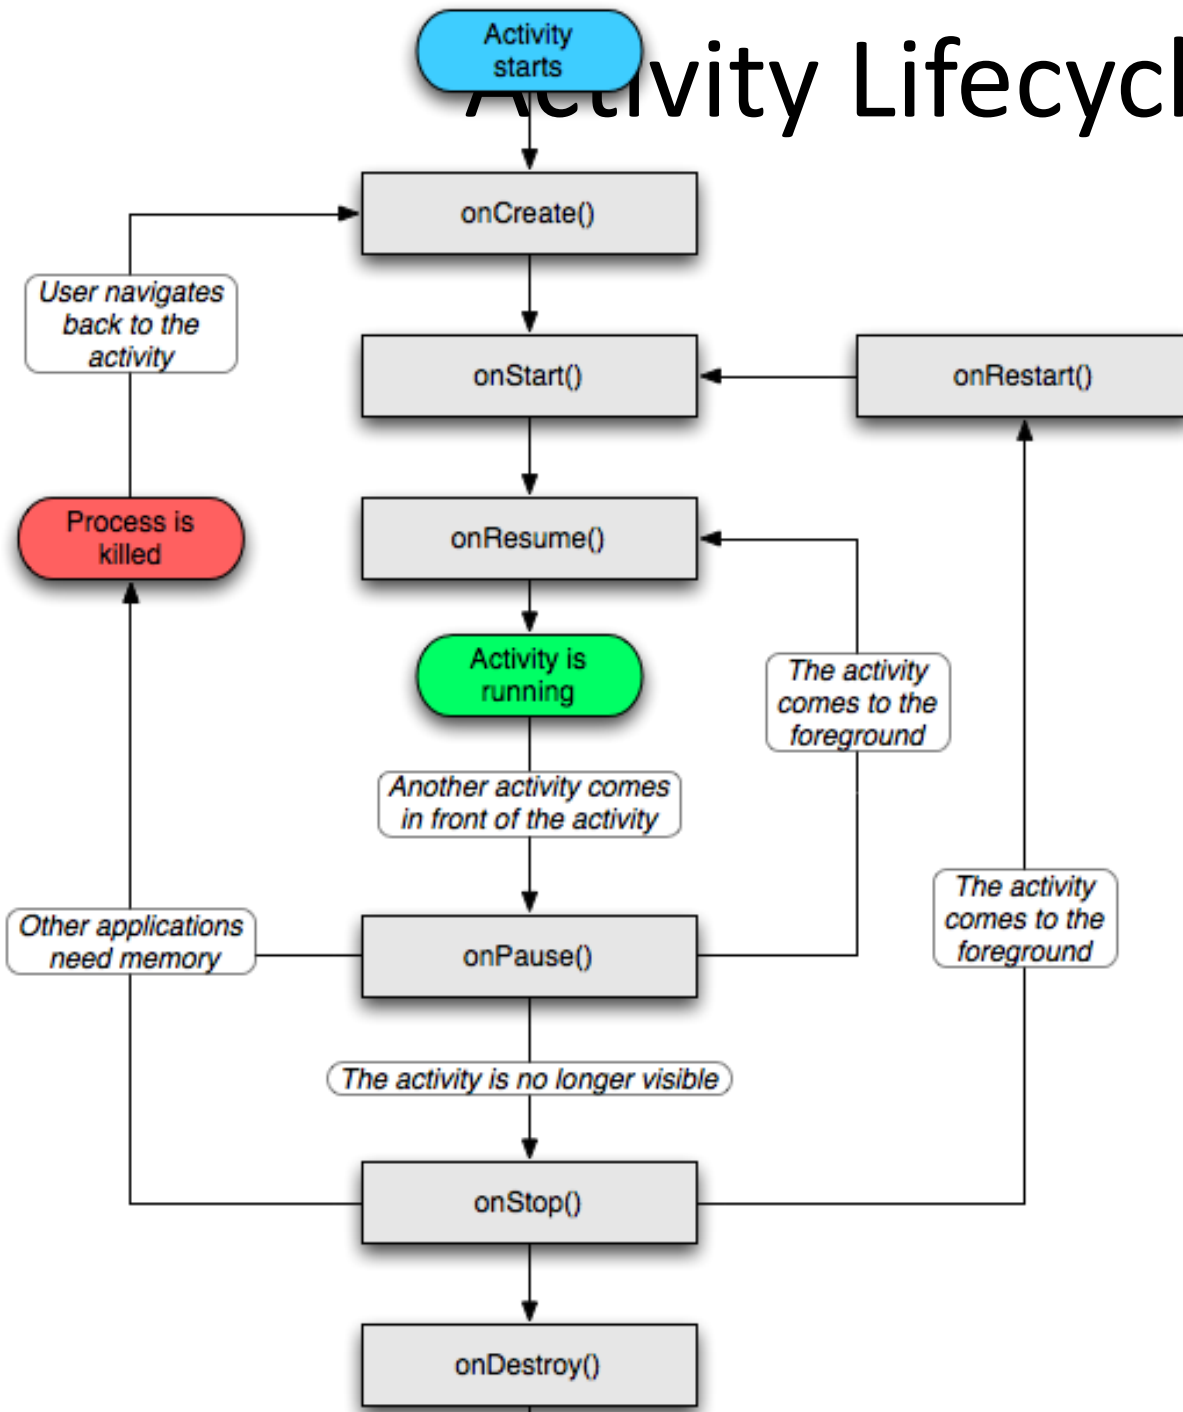 Activity
starts
Activity Lifecycl
onCreate()
User navigates
back to the
activity
onStart()
onRestart()
Process is
killed
onResume()
Activity is
running
The activity
comes to the
foreground
Another activity comes
in front of the activity
The activity
comes to the
foreground
Other applications
need memory
onPause()
The activity is no longer visible
onStop()
onDestroy()